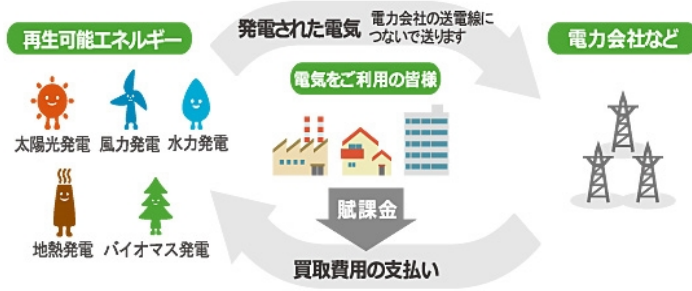 再生可能エネルギー
太陽光発電
風力発電
水力発電
地熱発電
バイオマス発電
発電された電気
電力会社の送電線に
つないで送ります
電気をご利用の皆様
賦課金
買取費用の支払い
電力会社など